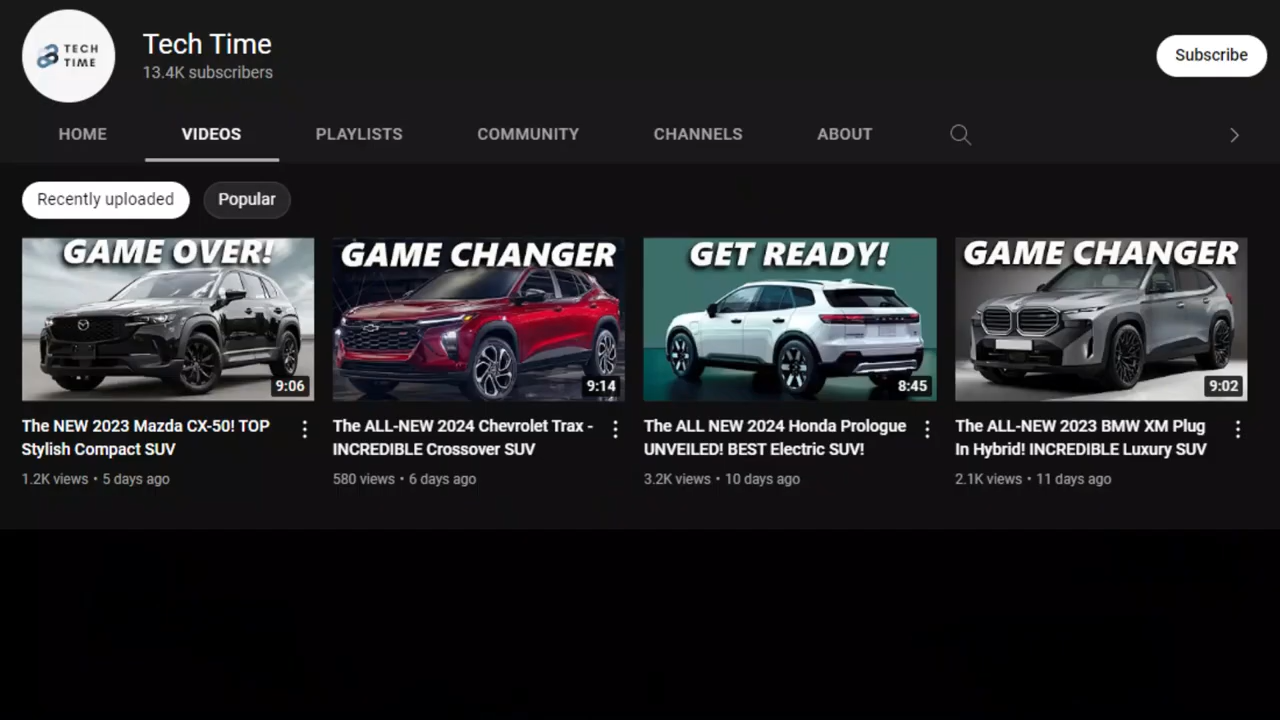 TECH
TIME
Tech Time
13.4K subscribers
Subscribe
HOME
VIDEOS
PLAYLISTS
COMMUNITY
CHANNELS
ABOUT
Recently uploaded
Popular
GAME OVER!
9:06
GAME CHANGER
9:14
GET READY!
8:45
GAME CHANGER
9:02
The NEW 2023 Mazda CX-50! TOP
Stylish Compact SUV
1.2K views • 5 days ago
The ALL-NEW 2024 Chevrolet Trax -
INCREDIBLE Crossover SUV
580 views • 6 days ago
The ALL NEW 2024 Honda Prologue
UNVEILED! BEST Electric SUV!
3.2K views • 10 days ago
The ALL-NEW 2023 BMW XM Plug
In Hybrid! INCREDIBLE Luxury SUV
2.1K views • 11 days ago